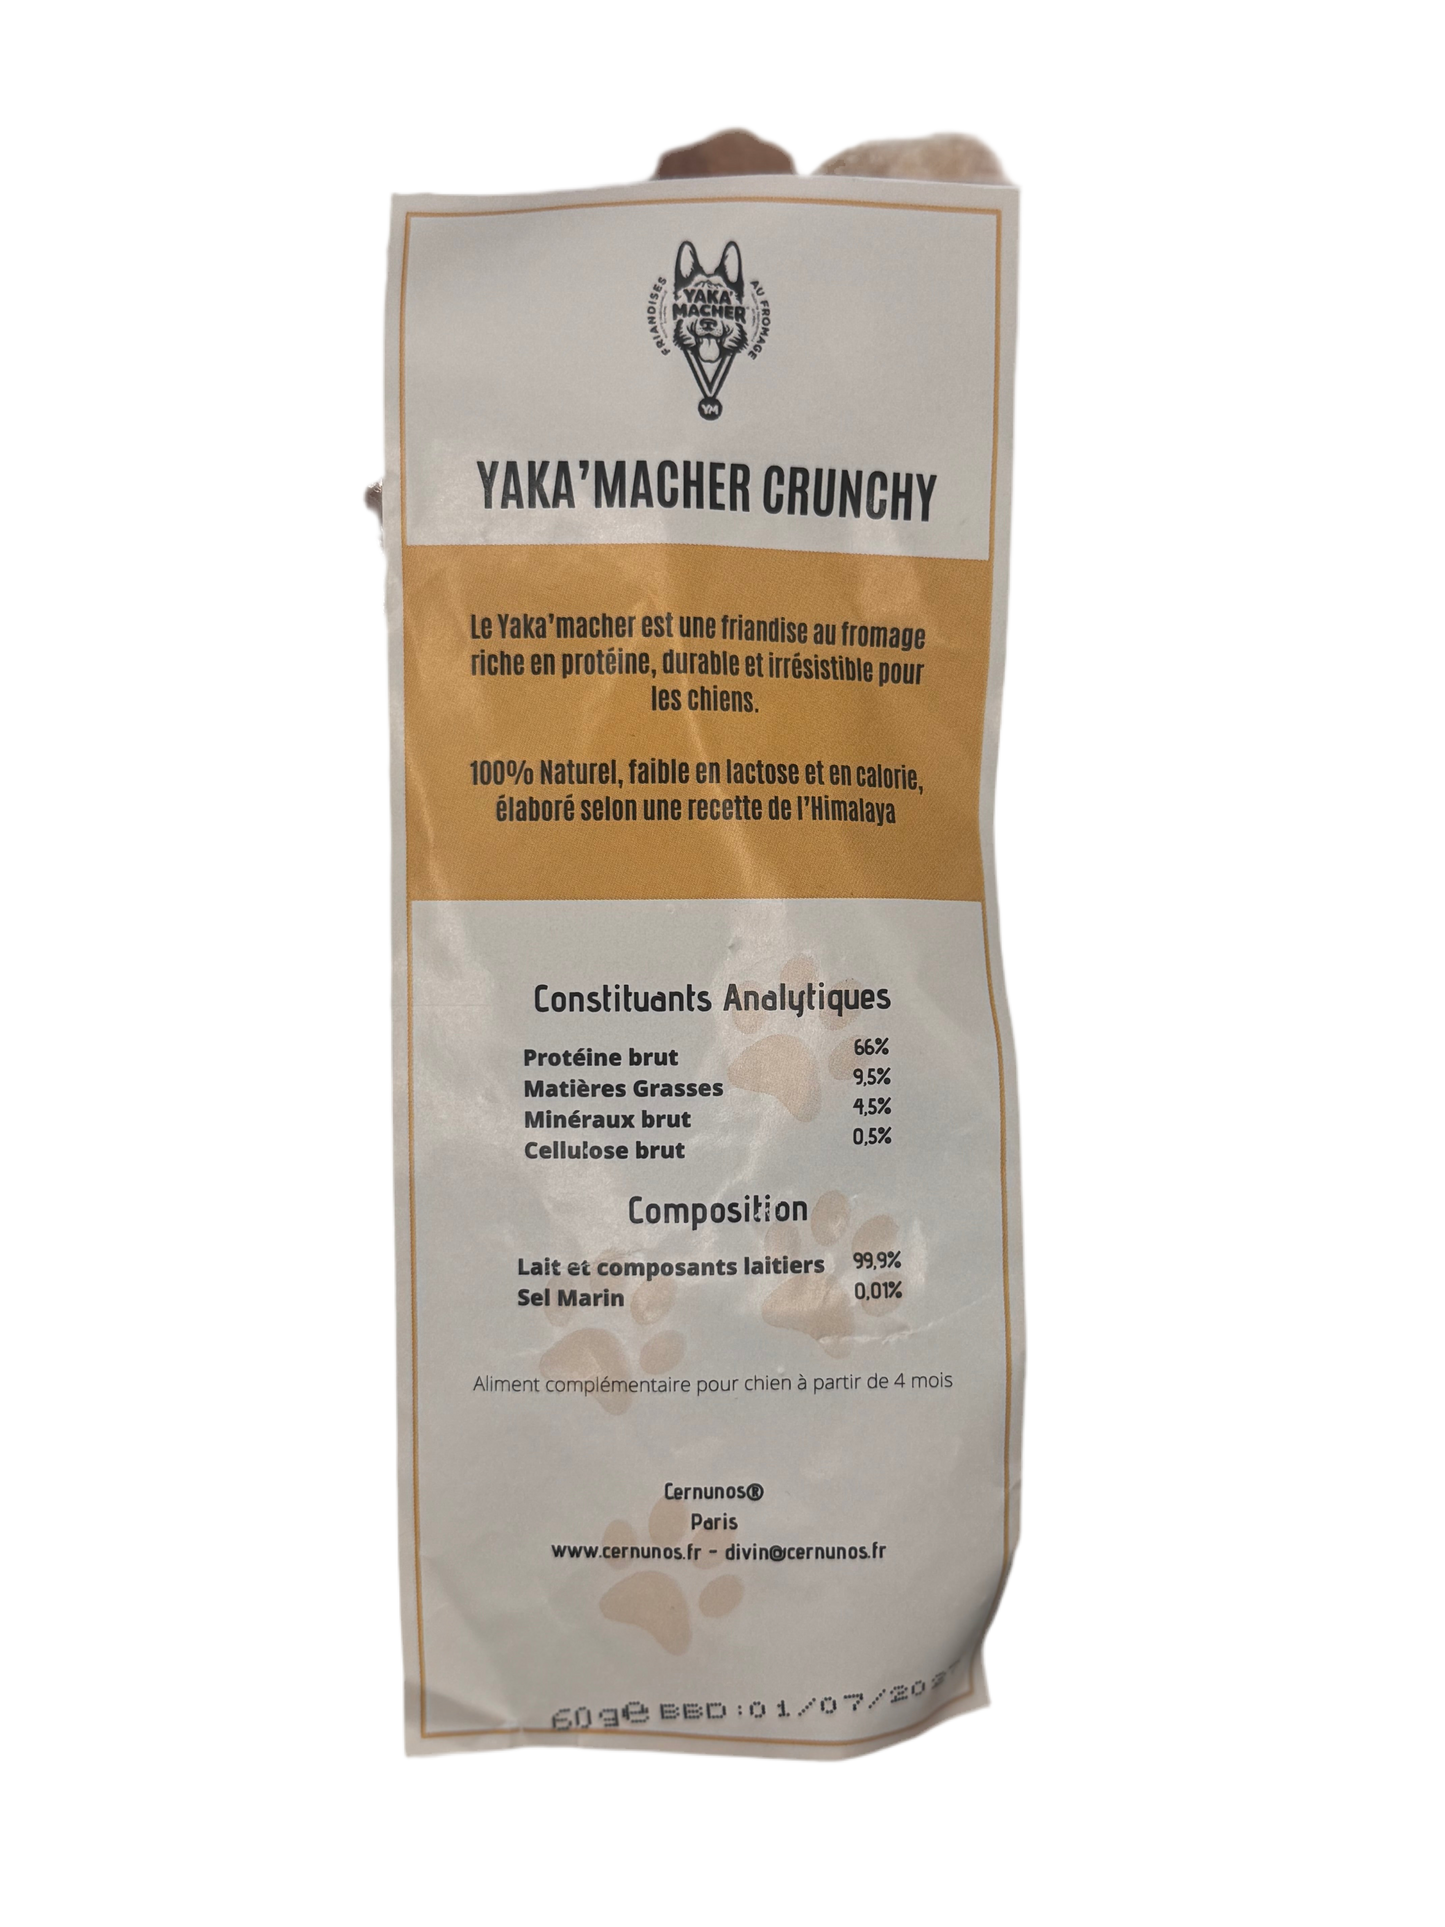 FRIANDISES AU FROMAGE
YAKA'
MACHER
YM
YAKA'MACHER CRUNCHY
Le Yaka'macher est une friandise au fromage
riche en protéine, durable et irrésistible pour
les chiens.
100% Naturel, faible en lactose et en calorie,
élaboré selon une recette de l'Himalaya
Constituants Analytiques
Protéine brut 66%
Matières Grasses 9,5%
Minéraux brut 4,5%
Cellulose brut 0,5%
Composition
Lait et composants laitiers 99,9%
Sel Marin 0,01%
Aliment complémentaire pour chien à partir de 4 mois
Cernunos®
Paris
www.cernunos.fr - divin@cernunos.fr
60g℮ BBD:01/07/2027